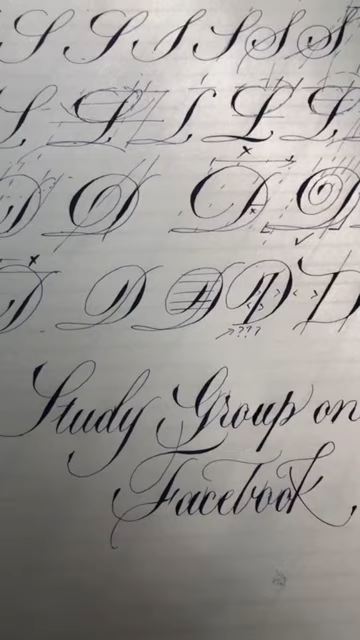 S S S S S S
L L L L L
D D D D
D D D D D
???
Study Group on
Facebook